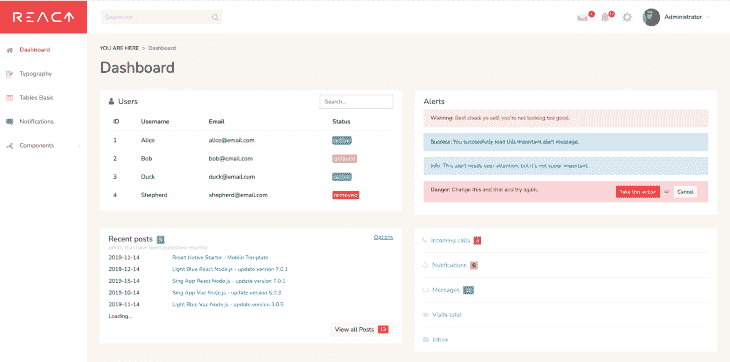 REACT
Search for...
Administrator
Dashboard
Typography
Tables Basic
Notifications
Components
YOU ARE HERE > Dashboard
Dashboard
Users
Search...
ID Username Email Status
1 Alice alice@email.com active
2 Bob bob@email.com delayed
3 Duck duck@email.com active
4 Shepherd shepherd@email.com removed
Alerts
Warning: Best check yo self, you're not looking too good.
Success: You successfully read this important alert message.
Info: This alert needs your attention, but it's not super important.
Danger: Change this and that and try again. Take this action or Cancel
Recent posts Options
posts, that have been published recently
2019-11-14 React Native Starter - Mobile Template
2019-12-14 Light Blue React Node.js - update version 7.0.1
2019-15-14 Sing App React Node.js - update version 7.0.1
2019-10-14 Sing App Vue Node.js - update version
2019-11-14 Light Blue Vue Node.js - update version 3.0.5
Loading...
View all Posts 13
Incoming calls 3
Notifications 6
Messages
Visits total
Inbox